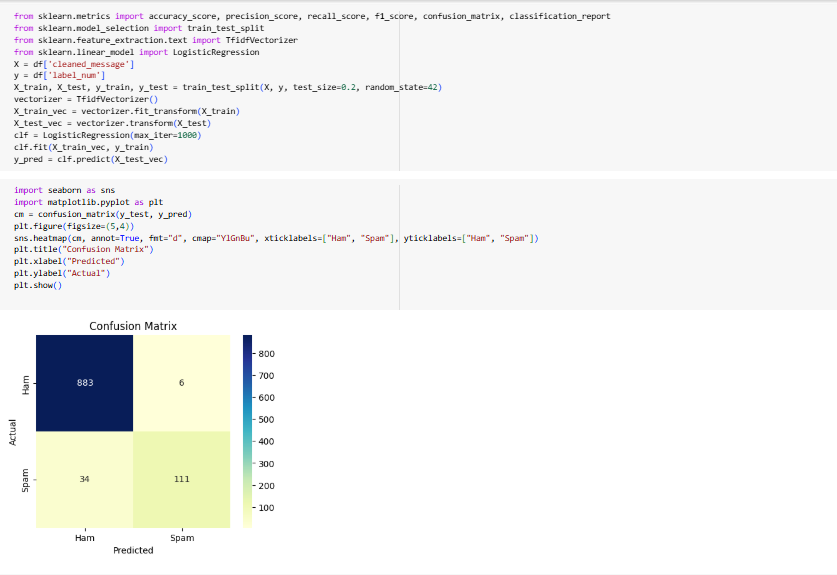 from sklearn.metrics import accuracy_score, precision_score, recall_score, f1_score, confusion_matrix, classification_report
from sklearn.model_selection import train_test_split
from sklearn.feature_extraction.text import TfidfVectorizer
from sklearn.linear_model import LogisticRegression
X = df['cleaned_message']
y = df['label_num']
X_train, X_test, y_train, y_test = train_test_split(X, y, test_size=0.2, random_state=42)
vectorizer = TfidfVectorizer()
X_train_vec = vectorizer.fit_transform(X_train)
X_test_vec = vectorizer.transform(X_test)
clf = LogisticRegression(max_iter=1000)
clf.fit(X_train_vec, y_train)
y_pred = clf.predict(X_test_vec)
import seaborn as sns
import matplotlib.pyplot as plt
cm = confusion_matrix(y_test, y_pred)
plt.figure(figsize=(5,4))
sns.heatmap(cm, annot=True, fmt="d", cmap="YlGnBu", xticklabels=["Ham", "Spam"], yticklabels=["Ham", "Spam"])
plt.title("Confusion Matrix")
plt.xlabel("Predicted")
plt.ylabel("Actual")
plt.show()
Confusion Matrix
Actual
Ham
883
6
Spam
34
111
Ham
Spam
Predicted
800
700
600
500
400
300
200
100